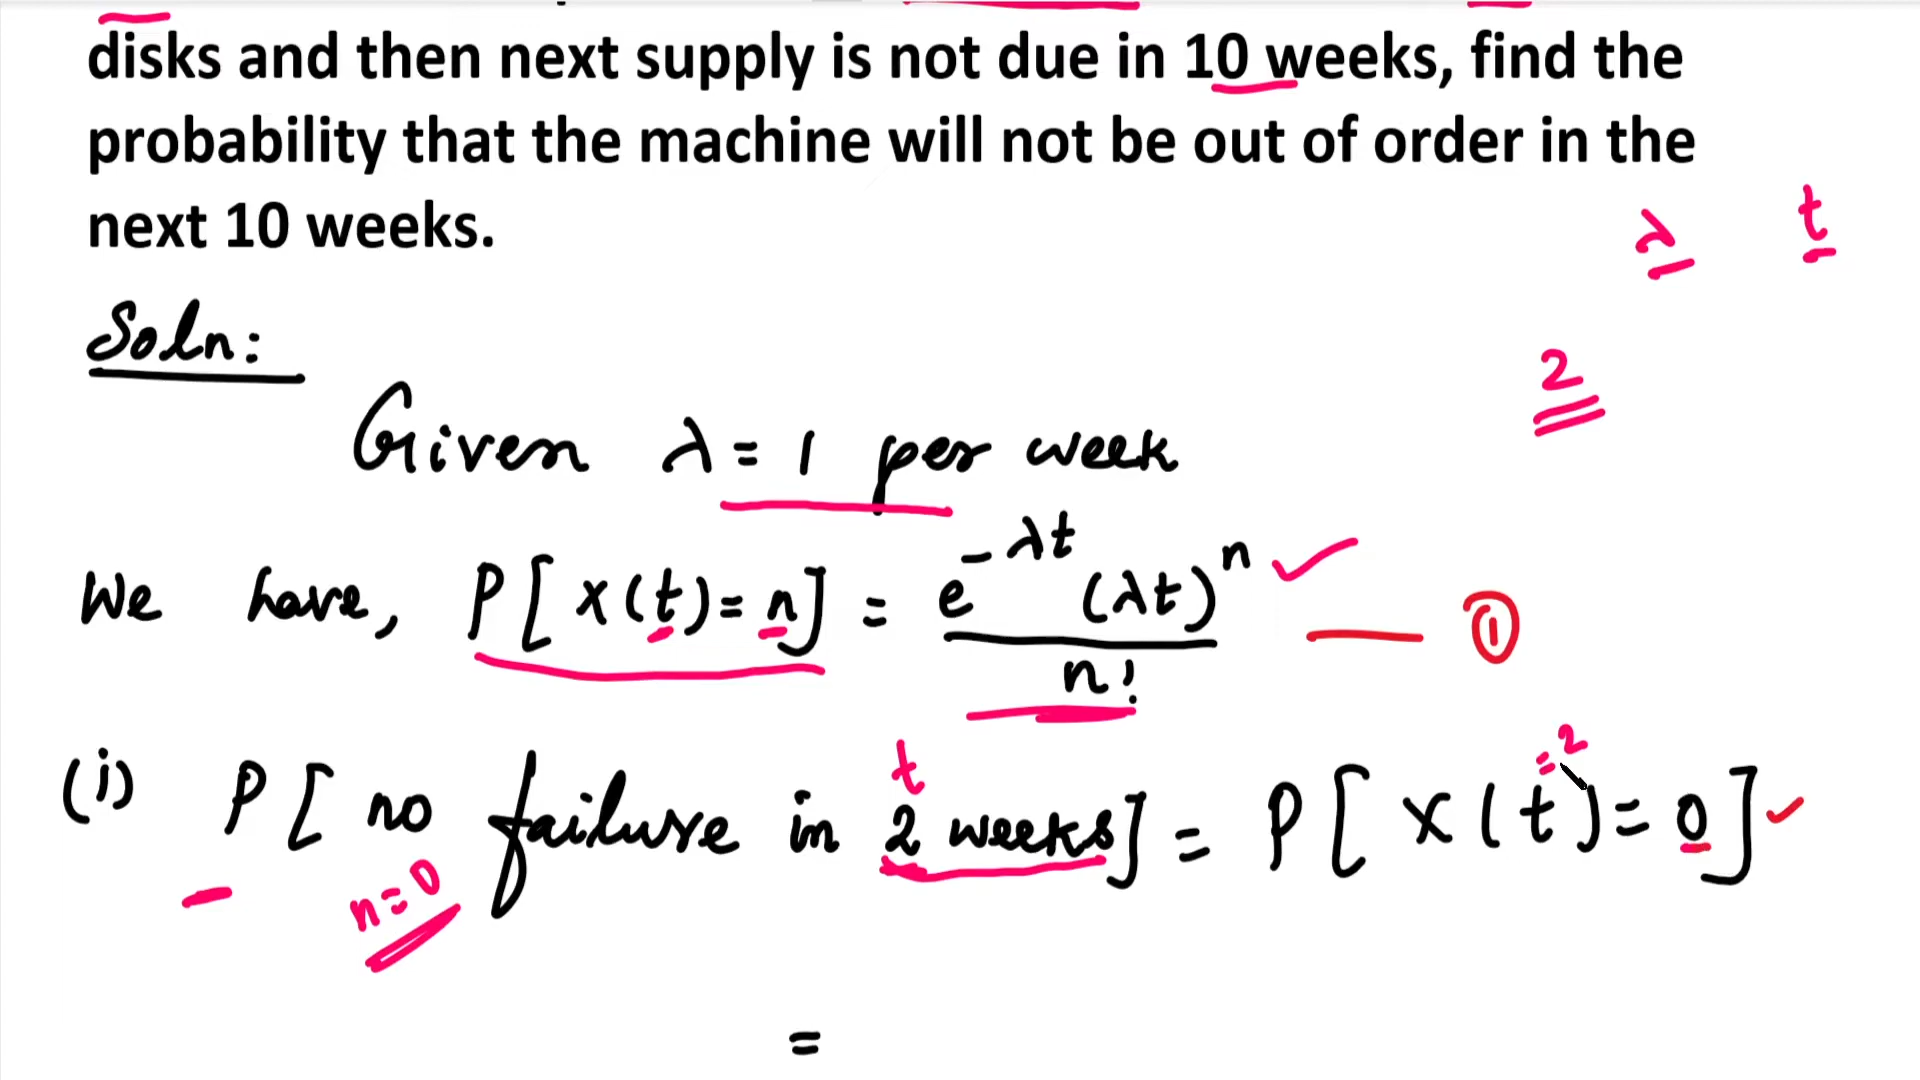 disks and then next supply is not due in 10 weeks, find the
probability that the machine will not be out of order in the
next 10 weeks.
λ t
Soln:
2
Given λ = 1 per week
We have, P[X(t) = n] = e^{-λt} (λt)^n / n! —— ①
t =2
(i) P[no failure in 2 weeks] = P[X(t) = 0]
n=0
=